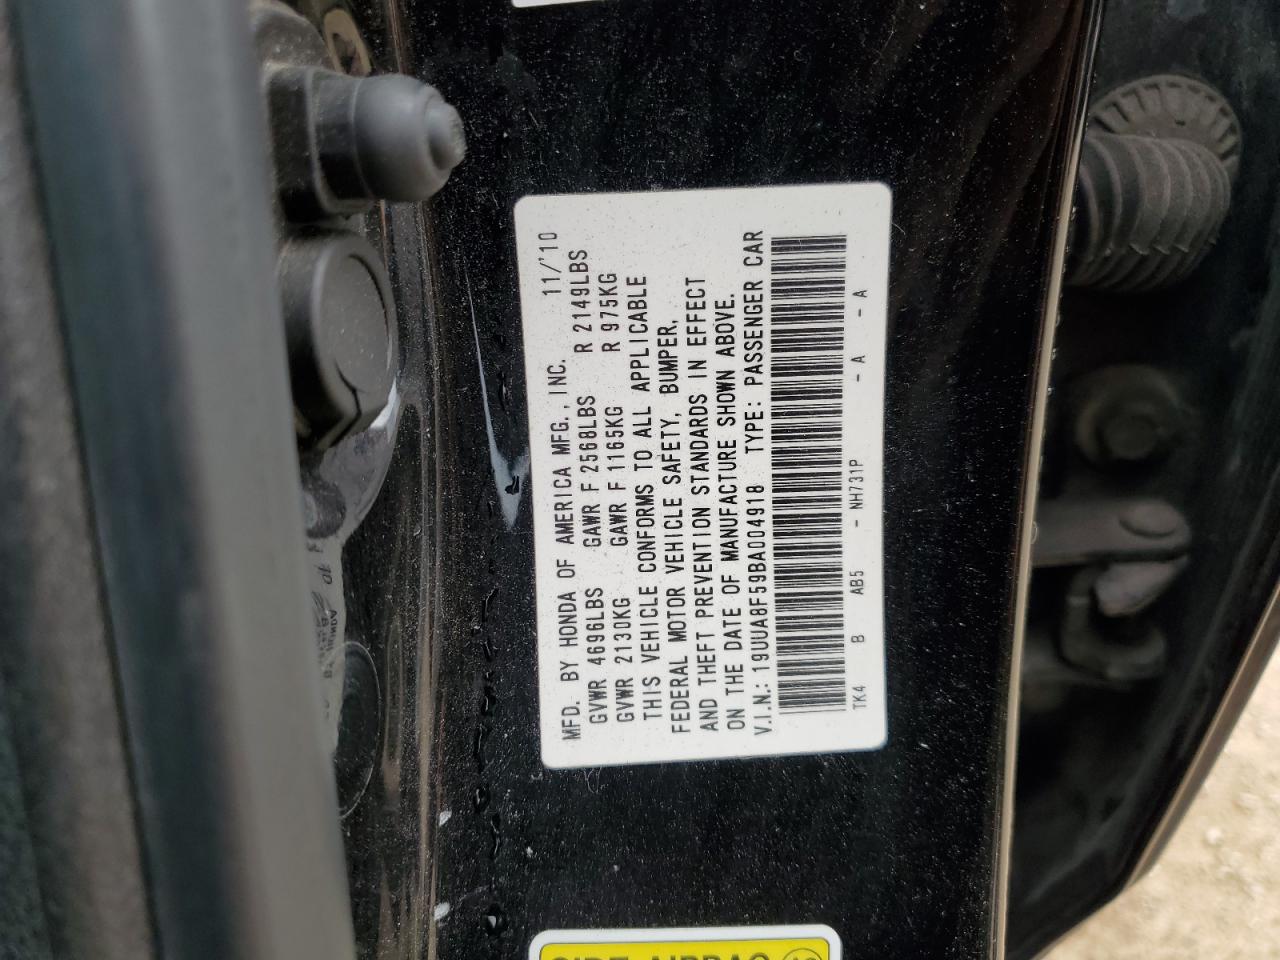 MFD. BY HONDA OF AMERICA MFG., INC. 11/'10
GVWR 4696LBS GAWR F 2568LBS R 2149LBS
GVWR 2130KG GAWR F 1165KG R 975KG
THIS VEHICLE CONFORMS TO ALL APPLICABLE
FEDERAL MOTOR VEHICLE SAFETY, BUMPER,
AND THEFT PREVENTION STANDARDS IN EFFECT
ON THE DATE OF MANUFACTURE SHOWN ABOVE.
V.I.N.: 19UUA8F59BA004918 TYPE: PASSENGER CAR
TK4 B AB5 - NH731P - A - A
SIDE AIRBAG